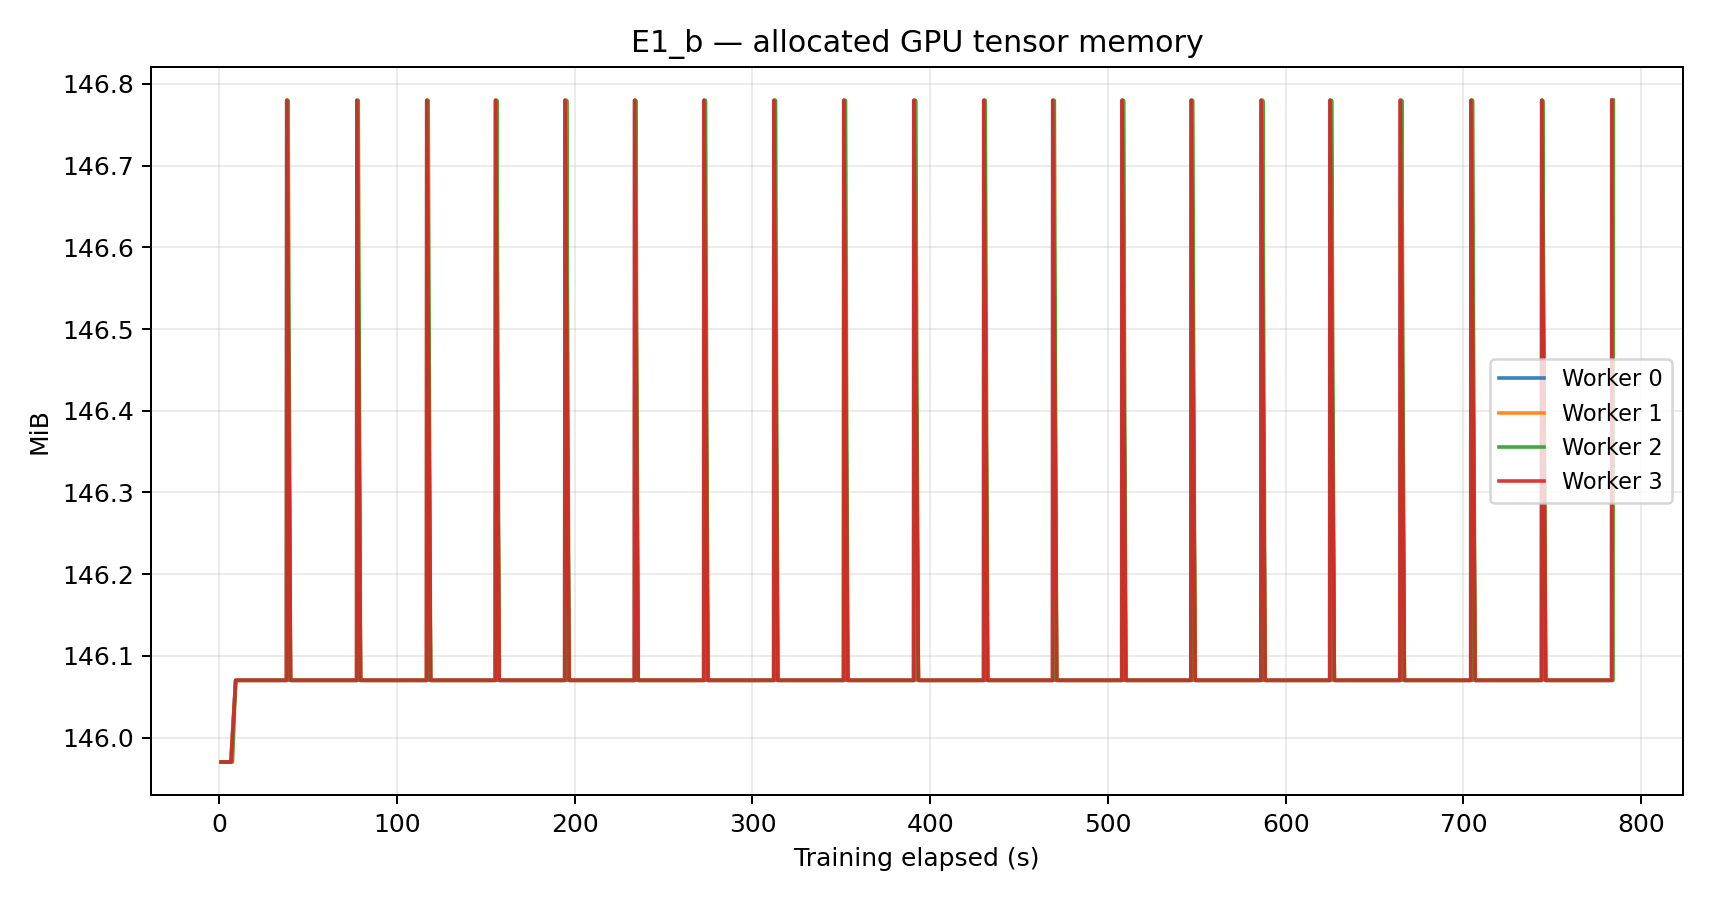 E1_b — allocated GPU tensor memory
146.8
146.7
146.6
146.5
146.4
146.3
146.2
146.1
146.0
MiB
Worker 0
Worker 1
Worker 2
Worker 3
0 100 200 300 400 500 600 700 800
Training elapsed (s)